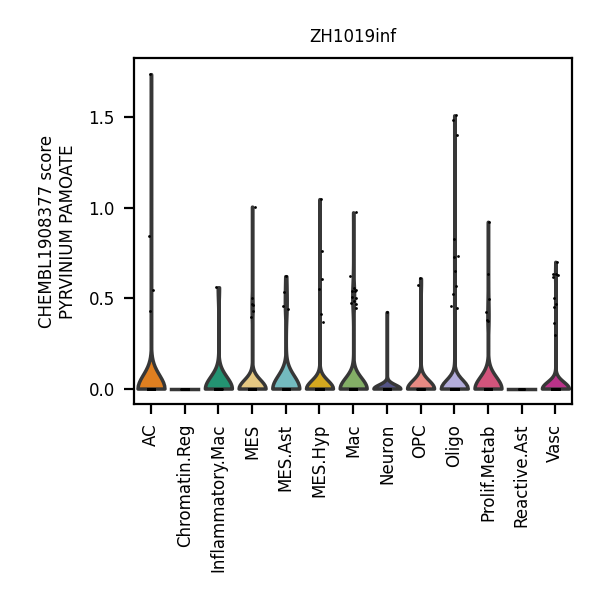 ZH1019inf
CHEMBL1908377 score
PYRVINIUM PAMOATE
1.5
1.0
0.5
0.0
AC
Chromatin.Reg
Inflammatory.Mac
MES
MES.Ast
MES.Hyp
Mac
Neuron
OPC
Oligo
Prolif.Metab
Reactive.Ast
Vasc